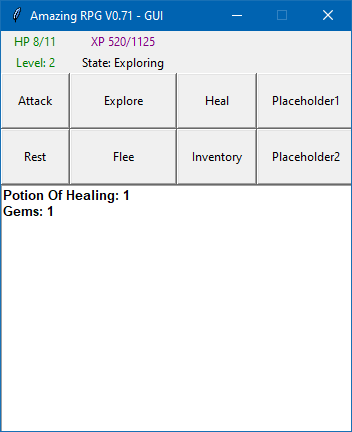 Amazing RPG V0.71 - GUI
HP 8/11 XP 520/1125
Level: 2 State: Exploring
Attack Explore Heal Placeholder1
Rest Flee Inventory Placeholder2
Potion Of Healing: 1
Gems: 1